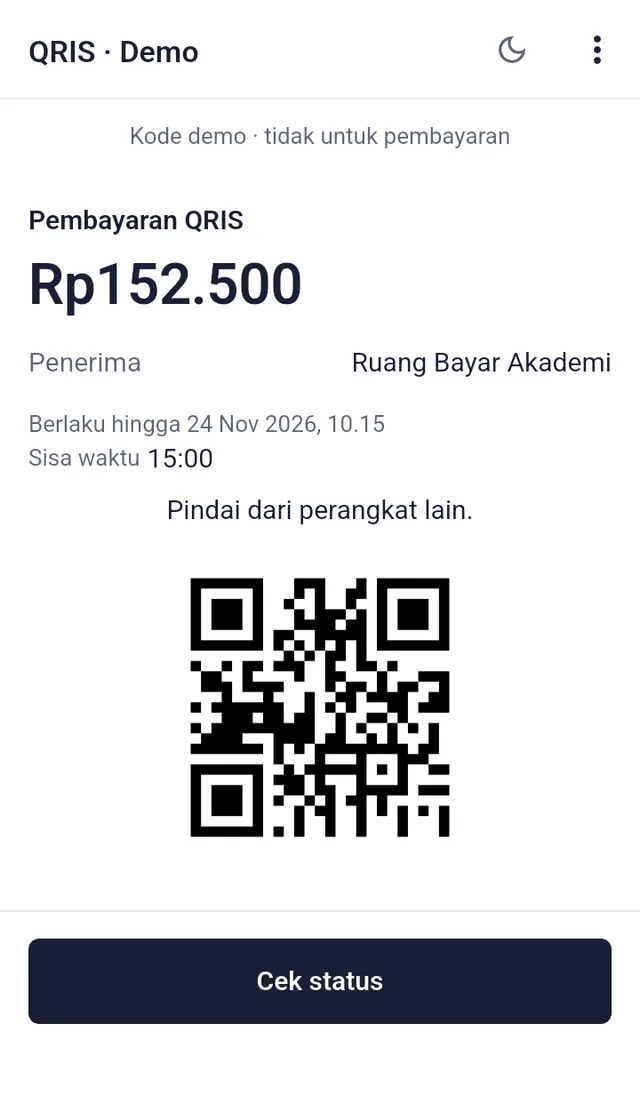 QRIS · Demo
Kode demo · tidak untuk pembayaran
Pembayaran QRIS
Rp152.500
Penerima Ruang Bayar Akademi
Berlaku hingga 24 Nov 2026, 10.15
Sisa waktu 15:00
Pindai dari perangkat lain.
Cek status